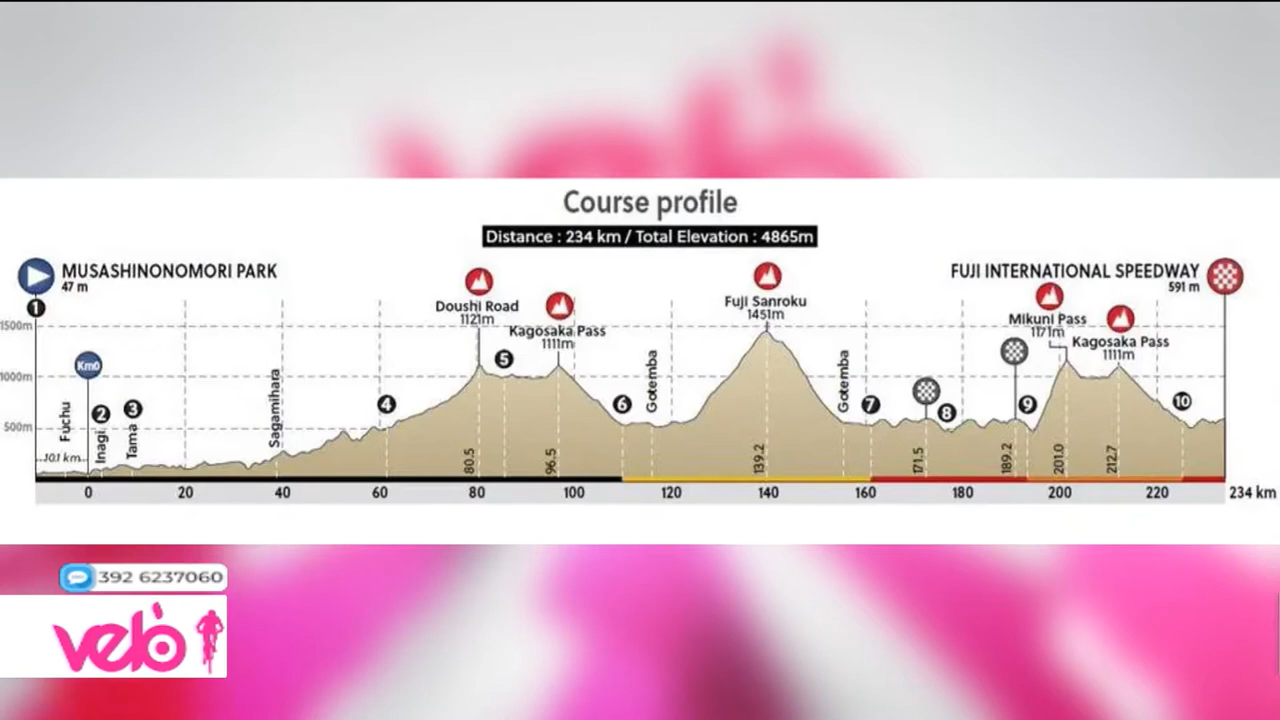 Course profile
Distance : 234 km / Total Elevation : 4865m
MUSASHINONOMORI PARK
47 m
FUJI INTERNATIONAL SPEEDWAY
591 m
1
Doushi Road
1121m
Kagosaka Pass
1111m
Fuji Sanroku
1451m
Mikuni Pass
1171m
Kagosaka Pass
1111m
1500m
1000m
500m
Km0
Fuchu
10.1 km
2
Inagi
3
Tama
Sagamihara
4
5
6
Gotemba
Gotemba
7
8
9
10
80.5
96.5
139.2
171.5
189.2
201.0
212.7
0
20
40
60
80
100
120
140
160
180
200
220
234 km
392 6237060
velò